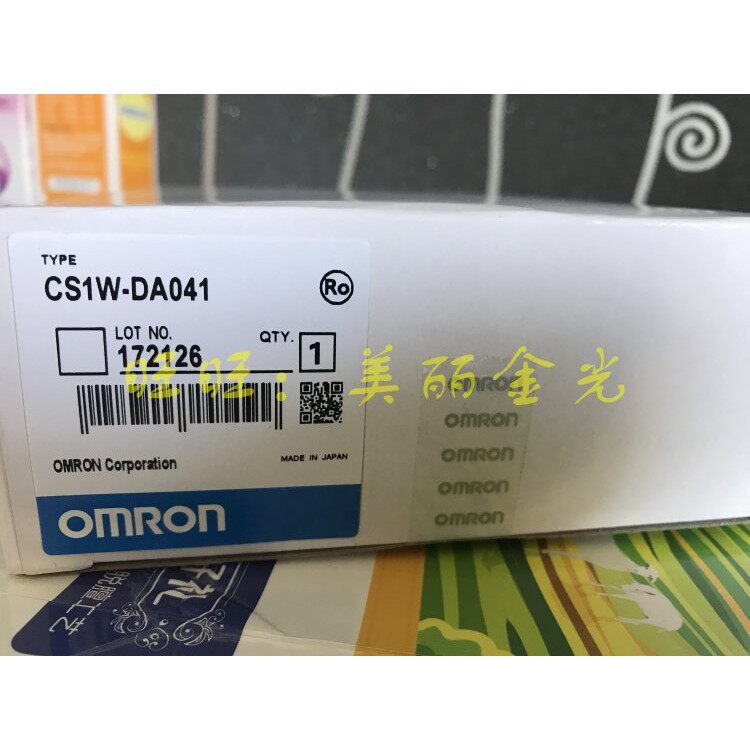 TYPE
CS1W-DA041
Ro
LOT NO.
QTY.
172126
1
旺旺：美丽金光
OMRON Corporation
MADE IN JAPAN
OMRON
OMRON
OMRON
OMRON
OMRON
OMRON